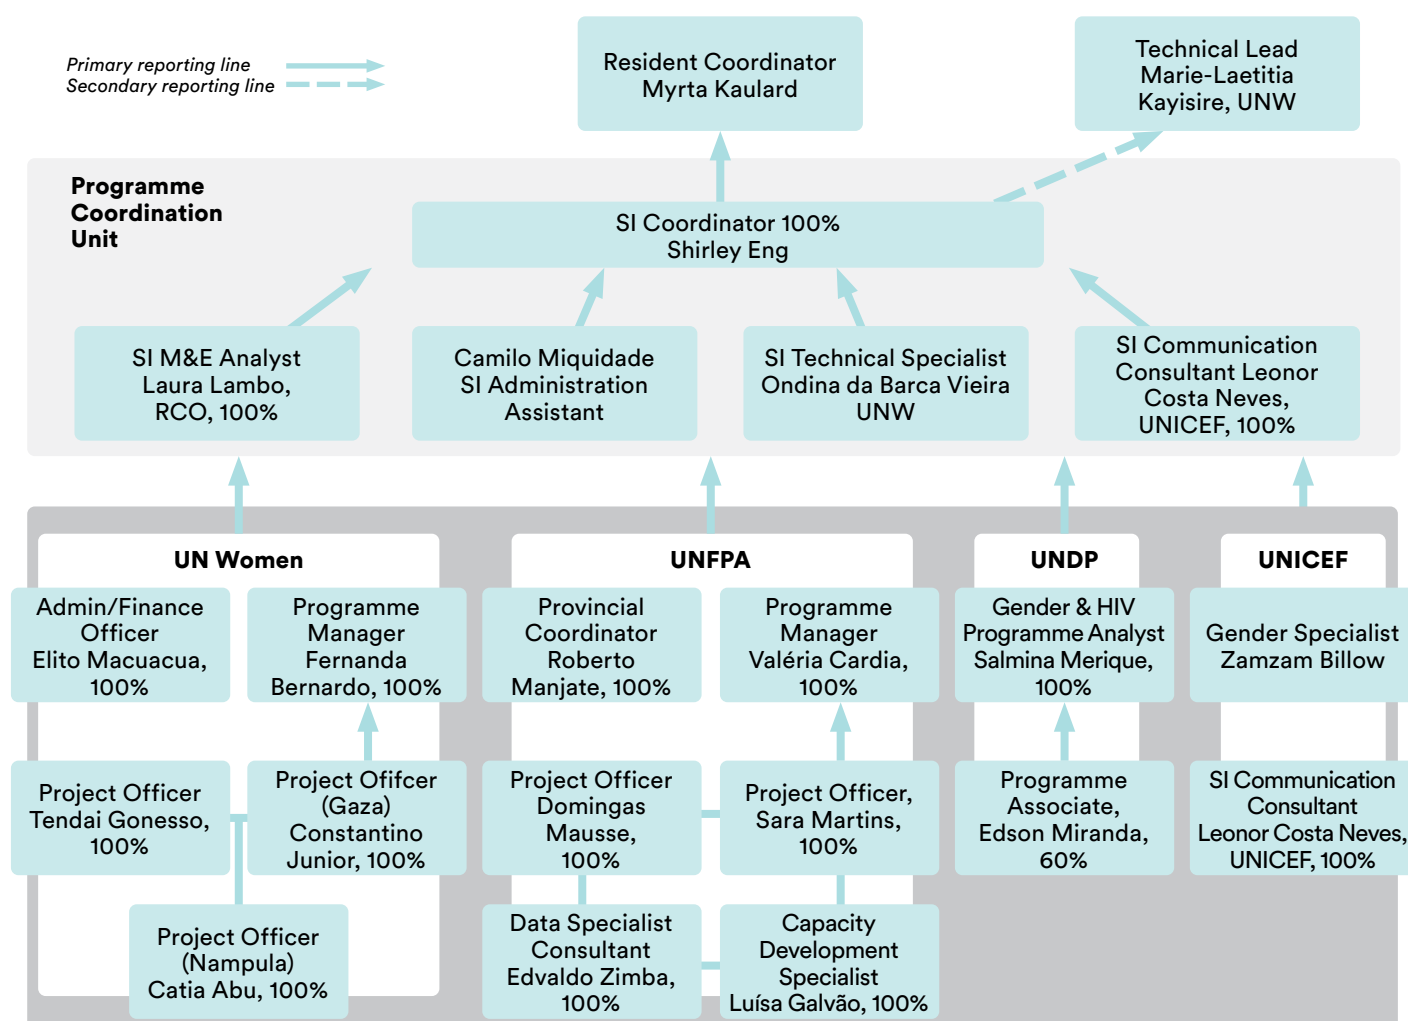 Primary reporting line
Secondary reporting line
Resident Coordinator
Myrta Kaulard
Technical Lead
Marie-Laetitia
Kayisire, UNW
Programme
Coordination
Unit
SI Coordinator 100%
Shirley Eng
SI M&E Analyst
Laura Lambo,
RCO, 100%
Camilo Miquidade
SI Administration
Assistant
SI Technical Specialist
Ondina da Barca Vieira
UNW
SI Communication
Consultant Leonor
Costa Neves,
UNICEF, 100%
UN Women
Admin/Finance
Officer
Elito Macuacua,
100%
Programme
Manager
Fernanda
Bernardo, 100%
Project Officer
Tendai Gonesso,
100%
Project Ofifcer
(Gaza)
Constantino
Junior, 100%
Project Officer
(Nampula)
Catia Abu, 100%
UNFPA
Provincial
Coordinator
Roberto
Manjate, 100%
Programme
Manager
Valéria Cardia,
100%
Project Officer
Domingas
Mausse,
100%
Project Officer,
Sara Martins,
100%
Data Specialist
Consultant
Edvaldo Zimba,
100%
Capacity
Development
Specialist
Luísa Galvão, 100%
UNDP
Gender & HIV
Programme Analyst
Salmina Merique,
100%
Programme
Associate,
Edson Miranda,
60%
UNICEF
Gender Specialist
Zamzam Billow
SI Communication
Consultant
Leonor Costa Neves,
UNICEF, 100%